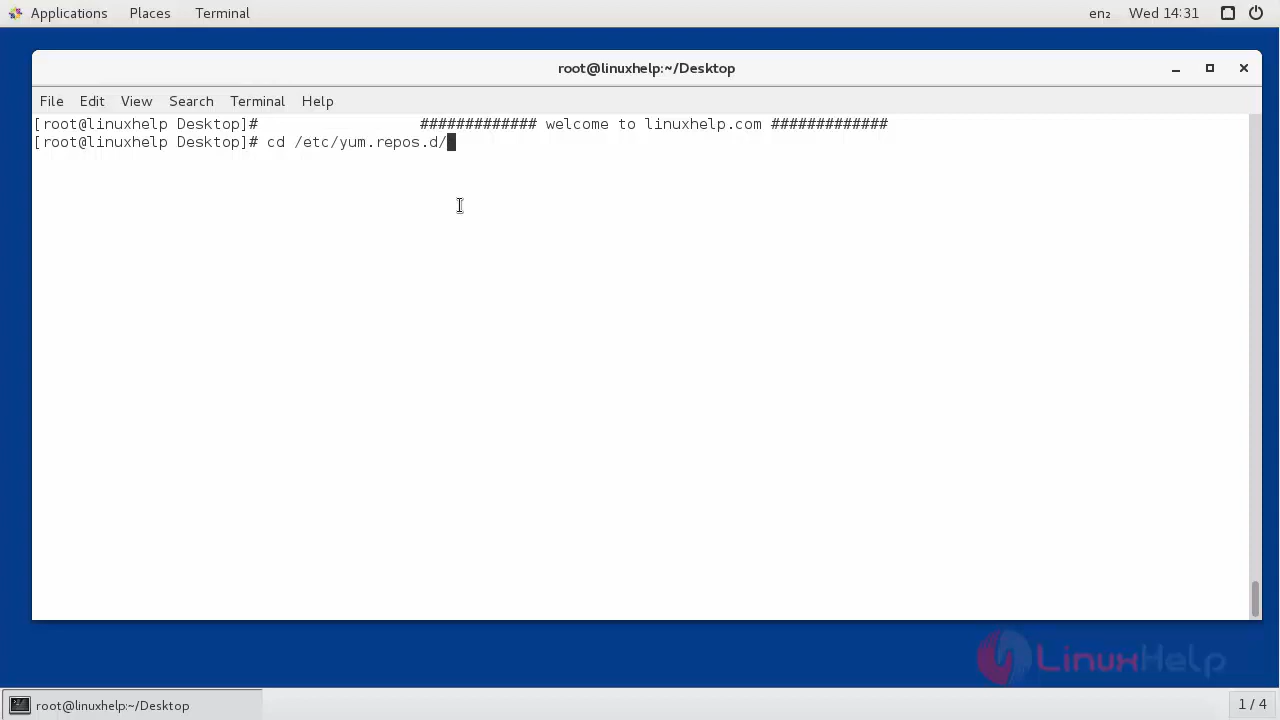 Applications Places Terminal en₂ Wed 14:31
root@linuxhelp:~/Desktop
File Edit View Search Terminal Help
[root@linuxhelp Desktop]# ############# welcome to linuxhelp.com #############
[root@linuxhelp Desktop]# cd /etc/yum.repos.d/
LinuxHelp
root@linuxhelp:~/Desktop 1 / 4